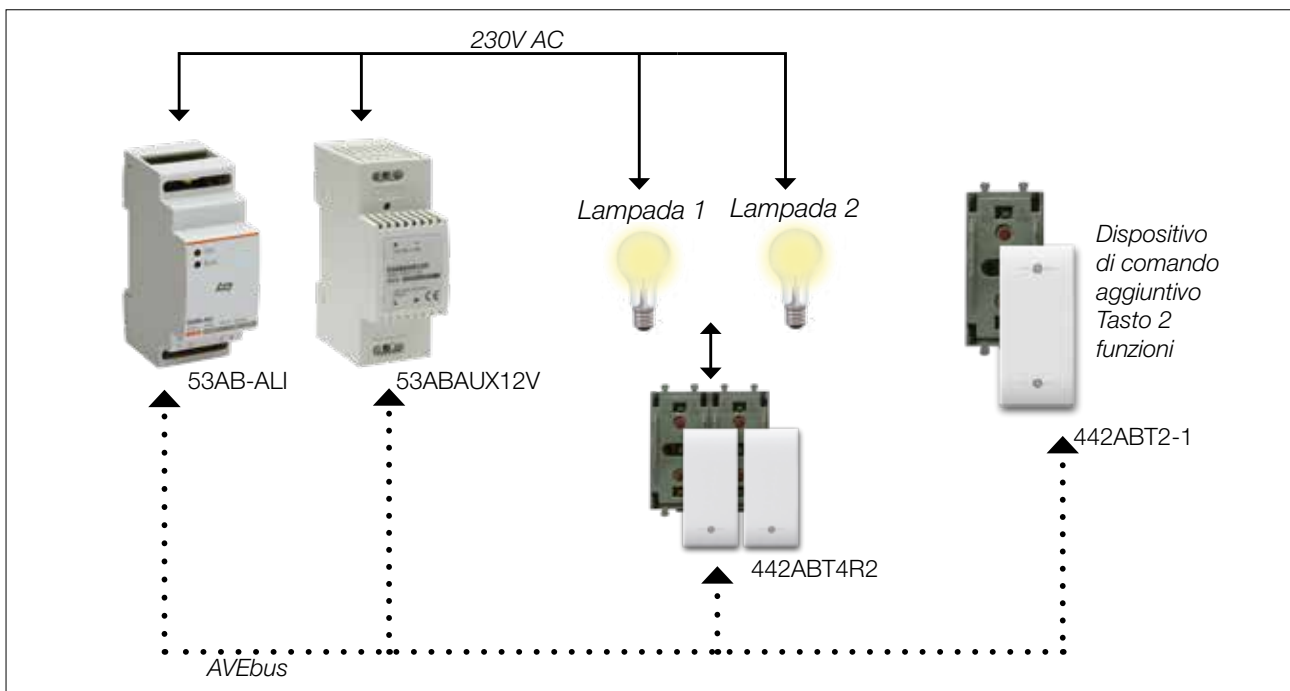 230V AC
Lampada 1
Lampada 2
Dispositivo
di comando
aggiuntivo
Tasto 2
funzioni
53AB-ALI
53ABAUX12V
442ABT2-1
442ABT4R2
AVEbus